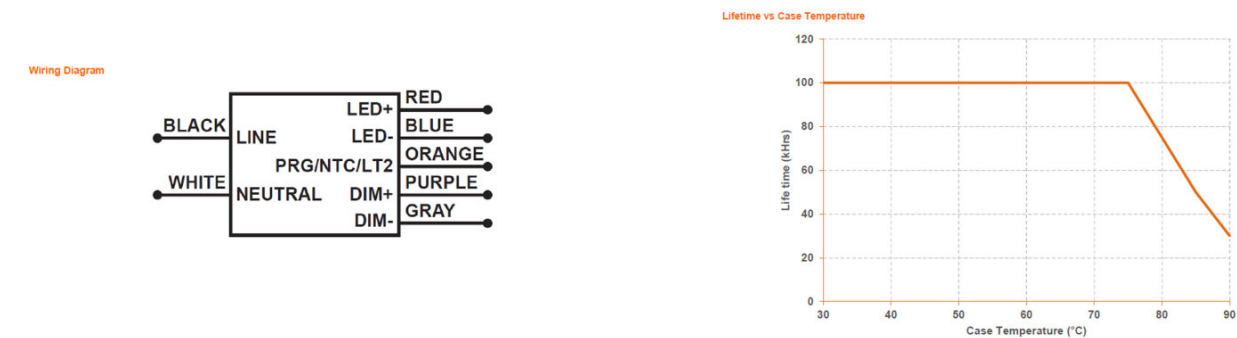 Wiring Diagram
BLACK
WHITE
LINE
NEUTRAL
LED+
LED-
PRG/NTC/LT2
DIM+
DIM-
RED
BLUE
ORANGE
PURPLE
GRAY
Lifetime vs Case Temperature
Life time (kHrs)
120
100
80
60
40
20
0
30 40 50 60 70 80 90
Case Temperature (°C)